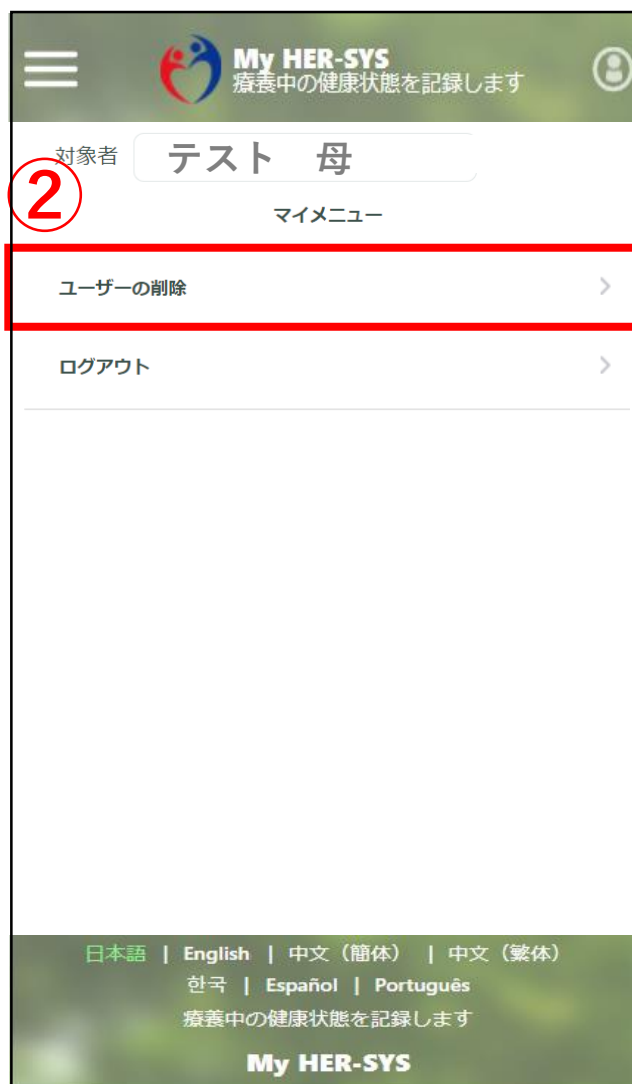 My HER-SYS
療養中の健康状態を記録します
対象者 テスト 母
②
マイメニュー
ユーザーの削除
ログアウト
日本語 | English | 中文（簡体） | 中文（繁体）
한국 | Español | Português
療養中の健康状態を記録します
My HER-SYS